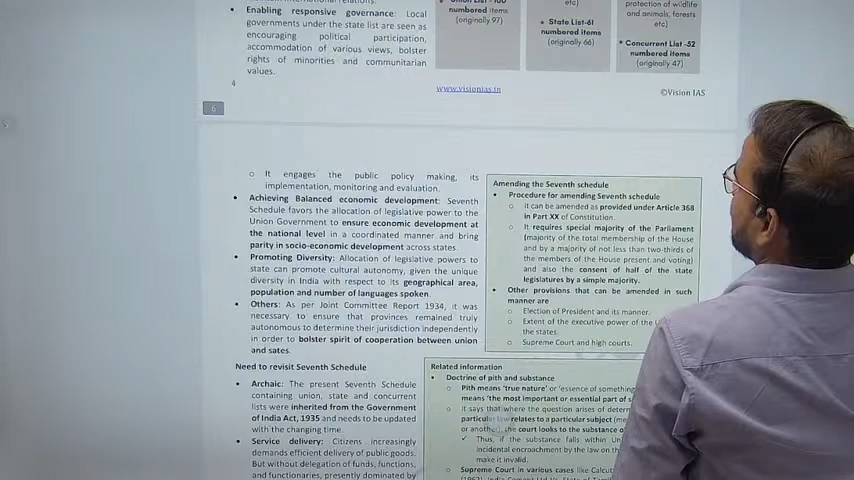 Enabling responsive governance: Local
governments under the state list are seen as
encouraging political participation,
accommodation of various views, bolster
rights of minorities and communitarian
values.
numbered items
(originally 97)
etc)
State List-61
numbered items
(originally 66)
protection of wildlife
and animals, forests
etc)
Concurrent List -52
numbered items
(originally 47)
4
www.visionias.in
©Vision IAS
6
It engages the public policy making, its
implementation, monitoring and evaluation.
Achieving Balanced economic development: Seventh
Schedule favors the allocation of legislative power to the
Union Government to ensure economic development at
the national level in a coordinated manner and bring
parity in socio-economic development across states.
Promoting Diversity: Allocation of legislative powers to
state can promote cultural autonomy, given the unique
diversity in India with respect to its geographical area,
population and number of languages spoken.
Others: As per Joint Committee Report 1934, it was
necessary to ensure that provinces remained truly
autonomous to determine their jurisdiction independently
in order to bolster spirit of cooperation between union
and sates.
Amending the Seventh schedule
Procedure for amending Seventh schedule
It can be amended as provided under Article 368
in Part XX of Constitution.
It requires special majority of the Parliament
(majority of the total membership of the House
and by a majority of not less than two-thirds of
the members of the House present and voting)
and also the consent of half of the state
legislatures by a simple majority.
Other provisions that can be amended in such
manner are
Election of President and its manner.
Extent of the executive power of the
the states.
Supreme Court and high courts.
Need to revisit Seventh Schedule
Archaic: The present Seventh Schedule
containing union, state and concurrent
lists were inherited from the Government
of India Act, 1935 and needs to be updated
with the changing time.
Service delivery: Citizens increasingly
demands efficient delivery of public goods.
But without delegation of funds, functions,
and functionaries, presently dominated by
Related information
Doctrine of pith and substance
Pith means 'true nature' or 'essence of something
means 'the most important or essential part of
It says that where the question arises of
particular law relates to a particular subject
or another), the court looks to the substance
Thus, if the substance falls within
incidental encroachment by the law on
make it invalid.
Supreme Court in various cases like